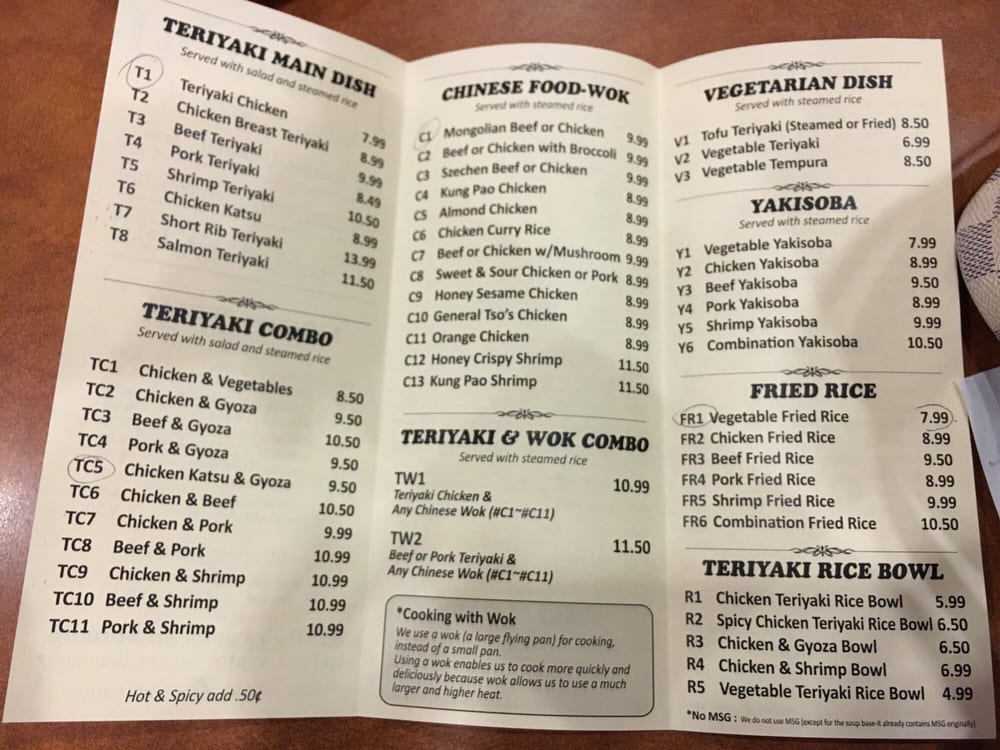 TERIYAKI MAIN DISH
Served with salad and steamed rice
T1 Teriyaki Chicken 7.99
T2 Chicken Breast Teriyaki 8.99
T3 Beef Teriyaki 9.99
T4 Pork Teriyaki 8.49
T5 Shrimp Teriyaki 10.50
T6 Chicken Katsu 8.99
T7 Short Rib Teriyaki 13.99
T8 Salmon Teriyaki 11.50
TERIYAKI COMBO
Served with salad and steamed rice
TC1 Chicken & Vegetables 8.50
TC2 Chicken & Gyoza 9.50
TC3 Beef & Gyoza 10.50
TC4 Pork & Gyoza 9.50
TC5 Chicken Katsu & Gyoza 9.50
TC6 Chicken & Beef 10.50
TC7 Chicken & Pork 9.99
TC8 Beef & Pork 10.99
TC9 Chicken & Shrimp 10.99
TC10 Beef & Shrimp 10.99
TC11 Pork & Shrimp 10.99
Hot & Spicy add .50¢
CHINESE FOOD-WOK
Served with steamed rice
C1 Mongolian Beef or Chicken 9.99
C2 Beef or Chicken with Broccoli 9.99
C3 Szechen Beef or Chicken 9.99
C4 Kung Pao Chicken 8.99
C5 Almond Chicken 8.99
C6 Chicken Curry Rice 8.99
C7 Beef or Chicken w/Mushroom 9.99
C8 Sweet & Sour Chicken or Pork 8.99
C9 Honey Sesame Chicken 8.99
C10 General Tso's Chicken 8.99
C11 Orange Chicken 8.99
C12 Honey Crispy Shrimp 11.50
C13 Kung Pao Shrimp 11.50
TERIYAKI & WOK COMBO
Served with steamed rice
TW1 10.99
Teriyaki Chicken &
Any Chinese Wok (#C1~#C11)
TW2 11.50
Beef or Pork Teriyaki &
Any Chinese Wok (#C1~#C11)
*Cooking with Wok
We use a wok (a large flying pan) for cooking,
instead of a small pan.
Using a wok enables us to cook more quickly and
deliciously because wok allows us to use a much
larger and higher heat.
VEGETARIAN DISH
Served with steamed rice
V1 Tofu Teriyaki (Steamed or Fried) 8.50
V2 Vegetable Teriyaki 6.99
V3 Vegetable Tempura 8.50
YAKISOBA
Served with steamed rice
Y1 Vegetable Yakisoba 7.99
Y2 Chicken Yakisoba 8.99
Y3 Beef Yakisoba 9.50
Y4 Pork Yakisoba 8.99
Y5 Shrimp Yakisoba 9.99
Y6 Combination Yakisoba 10.50
FRIED RICE
FR1 Vegetable Fried Rice 7.99
FR2 Chicken Fried Rice 8.99
FR3 Beef Fried Rice 9.50
FR4 Pork Fried Rice 8.99
FR5 Shrimp Fried Rice 9.99
FR6 Combination Fried Rice 10.50
TERIYAKI RICE BOWL
R1 Chicken Teriyaki Rice Bowl 5.99
R2 Spicy Chicken Teriyaki Rice Bowl 6.50
R3 Chicken & Gyoza Bowl 6.50
R4 Chicken & Shrimp Bowl 6.99
R5 Vegetable Teriyaki Rice Bowl 4.99
*No MSG : We do not use MSG (except for the soup base-it already contains MSG originally)